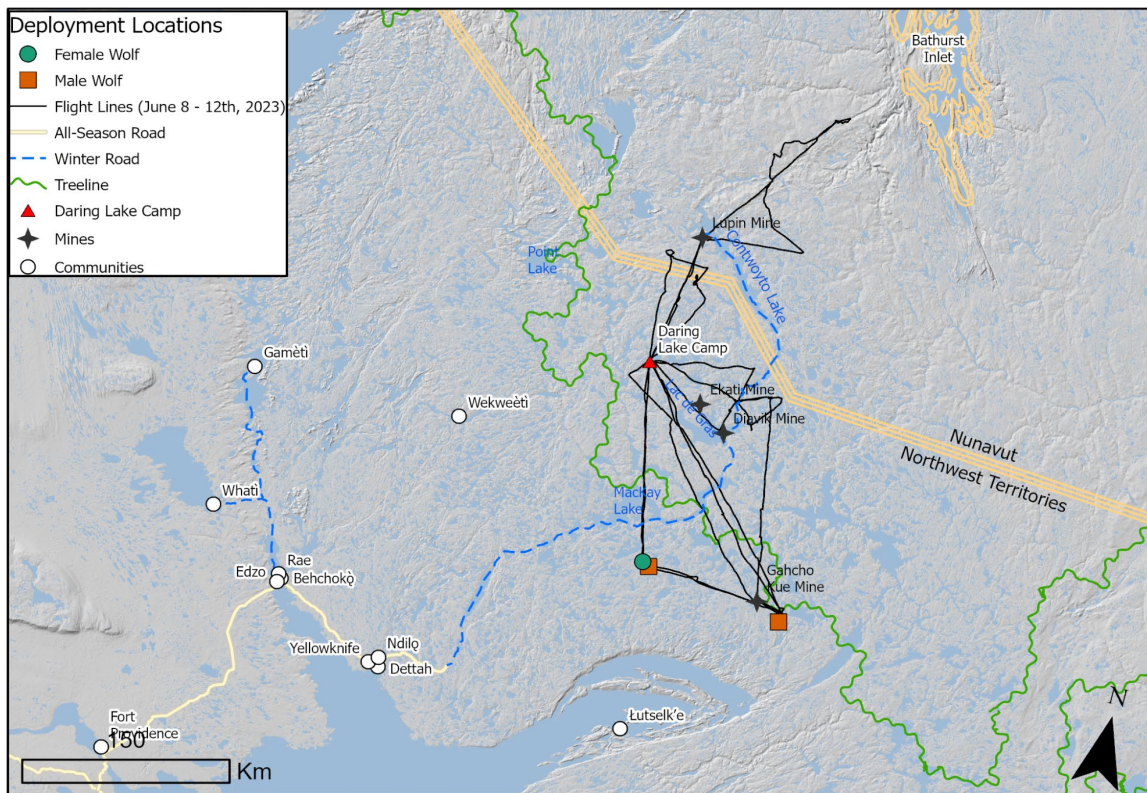 Deployment Locations
Female Wolf
Male Wolf
Flight Lines (June 8 - 12th, 2023)
All-Season Road
Winter Road
Treeline
Daring Lake Camp
Mines
Communities
Bathurst
Inlet
Lupin Mine
Contwoyto Lake
Point
Lake
Daring
Lake Camp
Gamètì
Wekweètì
Ekati Mine
Lac de Gras
Diavik Mine
Nunavut
Northwest Territories
Whatì
Mackay
Lake
Rae
Edzo
Behchokǫ̀
Gahcho
Kue Mine
Ndilǫ
Yellowknife
Dettah
Łutselk'e
Fort
Providence
150
Km
N